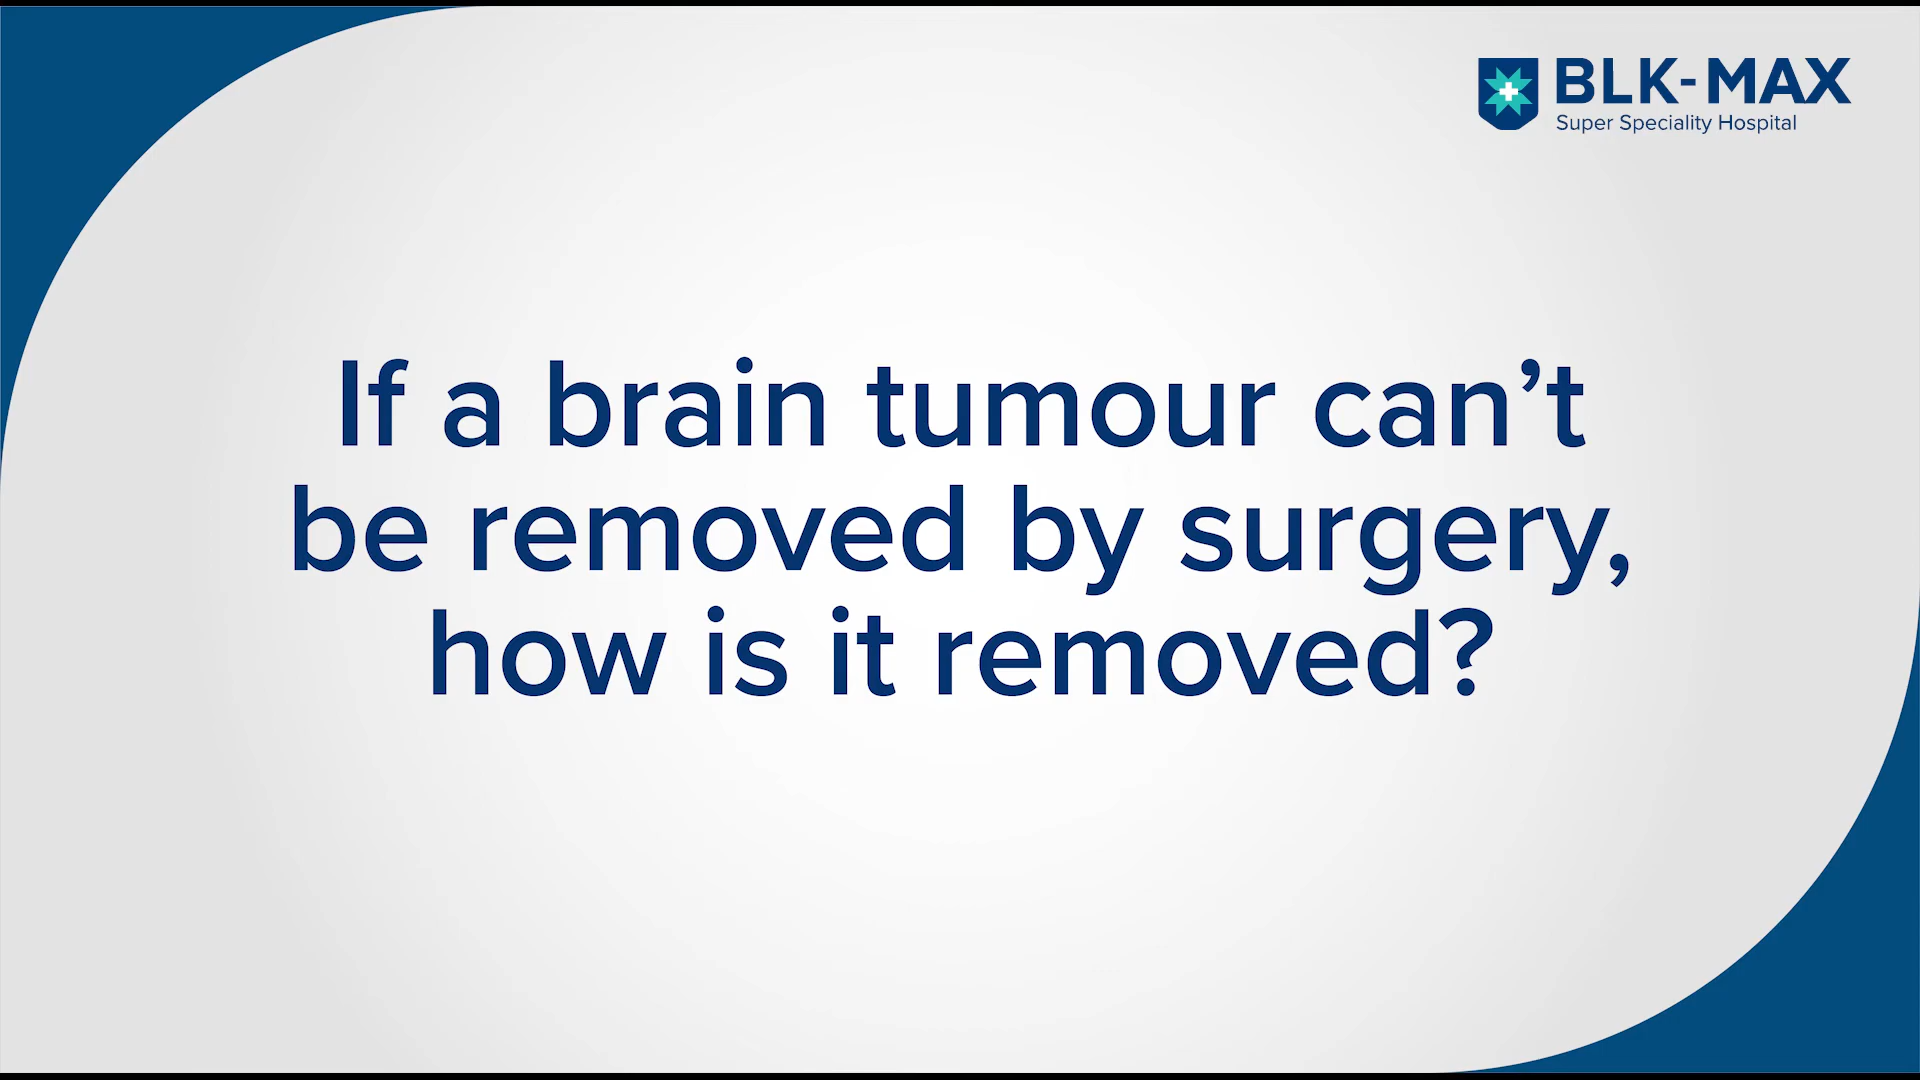 BLK-MAX
Super Speciality Hospital
If a brain tumour can’t
be removed by surgery,
how is it removed?